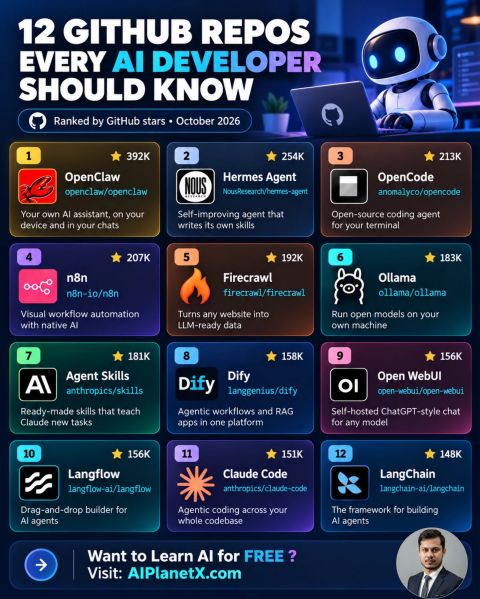 12 GITHUB REPOS
EVERY AI DEVELOPER
SHOULD KNOW
Ranked by GitHub stars • October 2026
1
392K
OpenClaw
openclaw/openclaw
Your own AI assistant, on your
device and in your chats
2
254K
NOUS
RESEARCH
Hermes Agent
NousResearch/hermes-agent
Self-improving agent that
writes its own skills
3
213K
OpenCode
anomalyco/opencode
Open-source coding agent
for your terminal
4
207K
n8n
n8n-io/n8n
Visual workflow automation
with native AI
5
192K
Firecrawl
firecrawl/firecrawl
Turns any website into
LLM-ready data
6
183K
Ollama
ollama/ollama
Run open models on your
own machine
7
181K
A\
Agent Skills
anthropics/skills
Ready-made skills that teach
Claude new tasks
8
158K
Dify
Dify
langgenius/dify
Agentic workflows and RAG
apps in one platform
9
156K
OI
Open WebUI
open-webui/open-webui
Self-hosted ChatGPT-style chat
for any model
10
156K
Langflow
langflow-ai/langflow
Drag-and-drop builder for
AI agents
11
151K
Claude Code
anthropics/claude-code
Agentic coding across your
whole codebase
12
148K
LangChain
langchain-ai/langchain
The framework for building
AI agents
Want to Learn AI for FREE ?
Visit: AIPlanetX.com